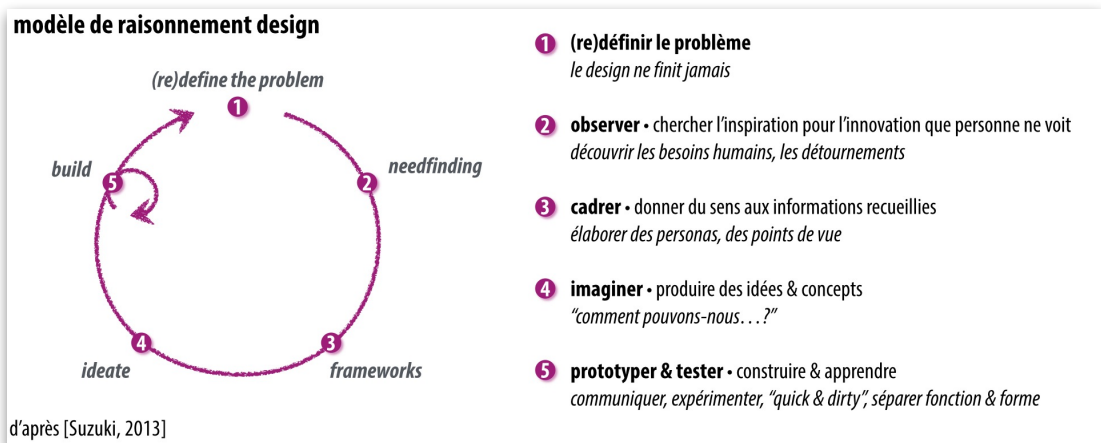 modèle de raisonnement design
(re)define the problem
1
build
5
2
needfinding
4
ideate
3
frameworks
d'après [Suzuki, 2013]
1 (re)définir le problème
le design ne finit jamais
2 observer • chercher l'inspiration pour l'innovation que personne ne voit
découvrir les besoins humains, les détournements
3 cadrer • donner du sens aux informations recueillies
élaborer des personas, des points de vue
4 imaginer • produire des idées & concepts
“comment pouvons-nous…?”
5 prototyper & tester • construire & apprendre
communiquer, expérimenter, “quick & dirty”, séparer fonction & forme